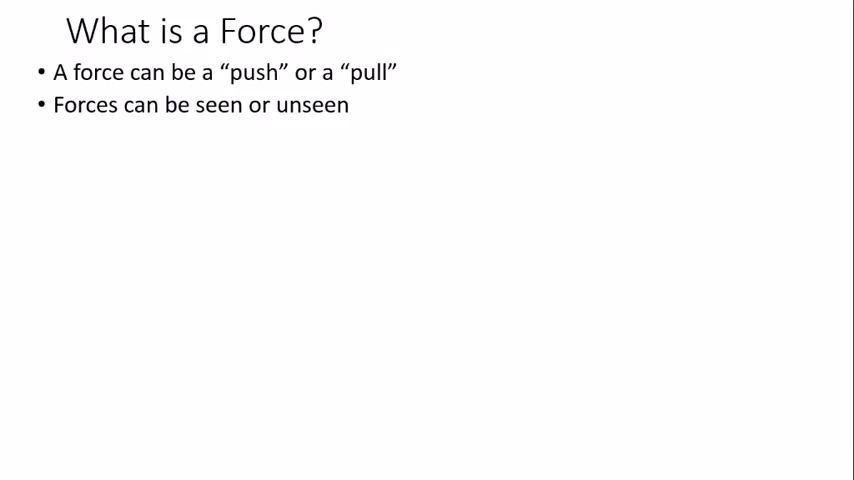 What is a Force?
• A force can be a “push” or a “pull”
• Forces can be seen or unseen